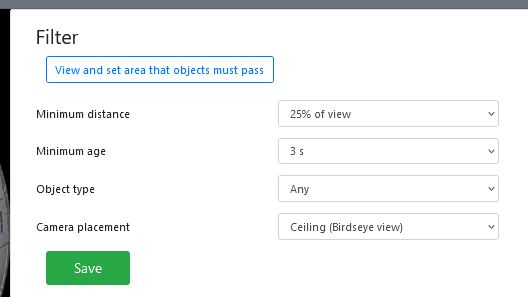 Filter
View and set area that objects must pass
Minimum distance 25% of view
Minimum age 3 s
Object type Any
Camera placement Ceiling (Birdseye view)
Save